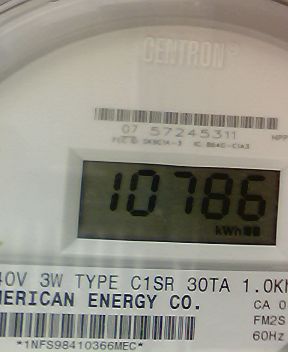 CENTRON®
07 57245311
10786
kWh
40V 3W TYPE C1SR 30TA 1.0Kh
MERICAN ENERGY CO.
CA 0
FM2S
60Hz
*1NFS98410366MEC*